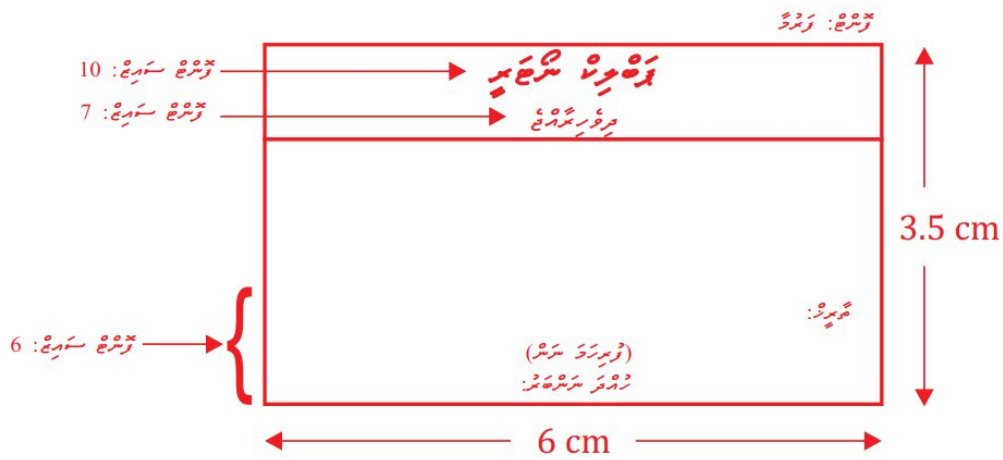 ފޮންޓް: ފަރުމާ
ޕަބްލިކް ނޯޓަރީ
ފޮންޓް ސައިޒް: 10
ދިވެހިރާއްޖެ
ފޮންޓް ސައިޒް: 7
3.5 cm
ތާރީޚް:
ފޮންޓް ސައިޒް: 6
(ފުރިހަމަ ނަން)
ހުއްދަ ނަންބަރު:
6 cm